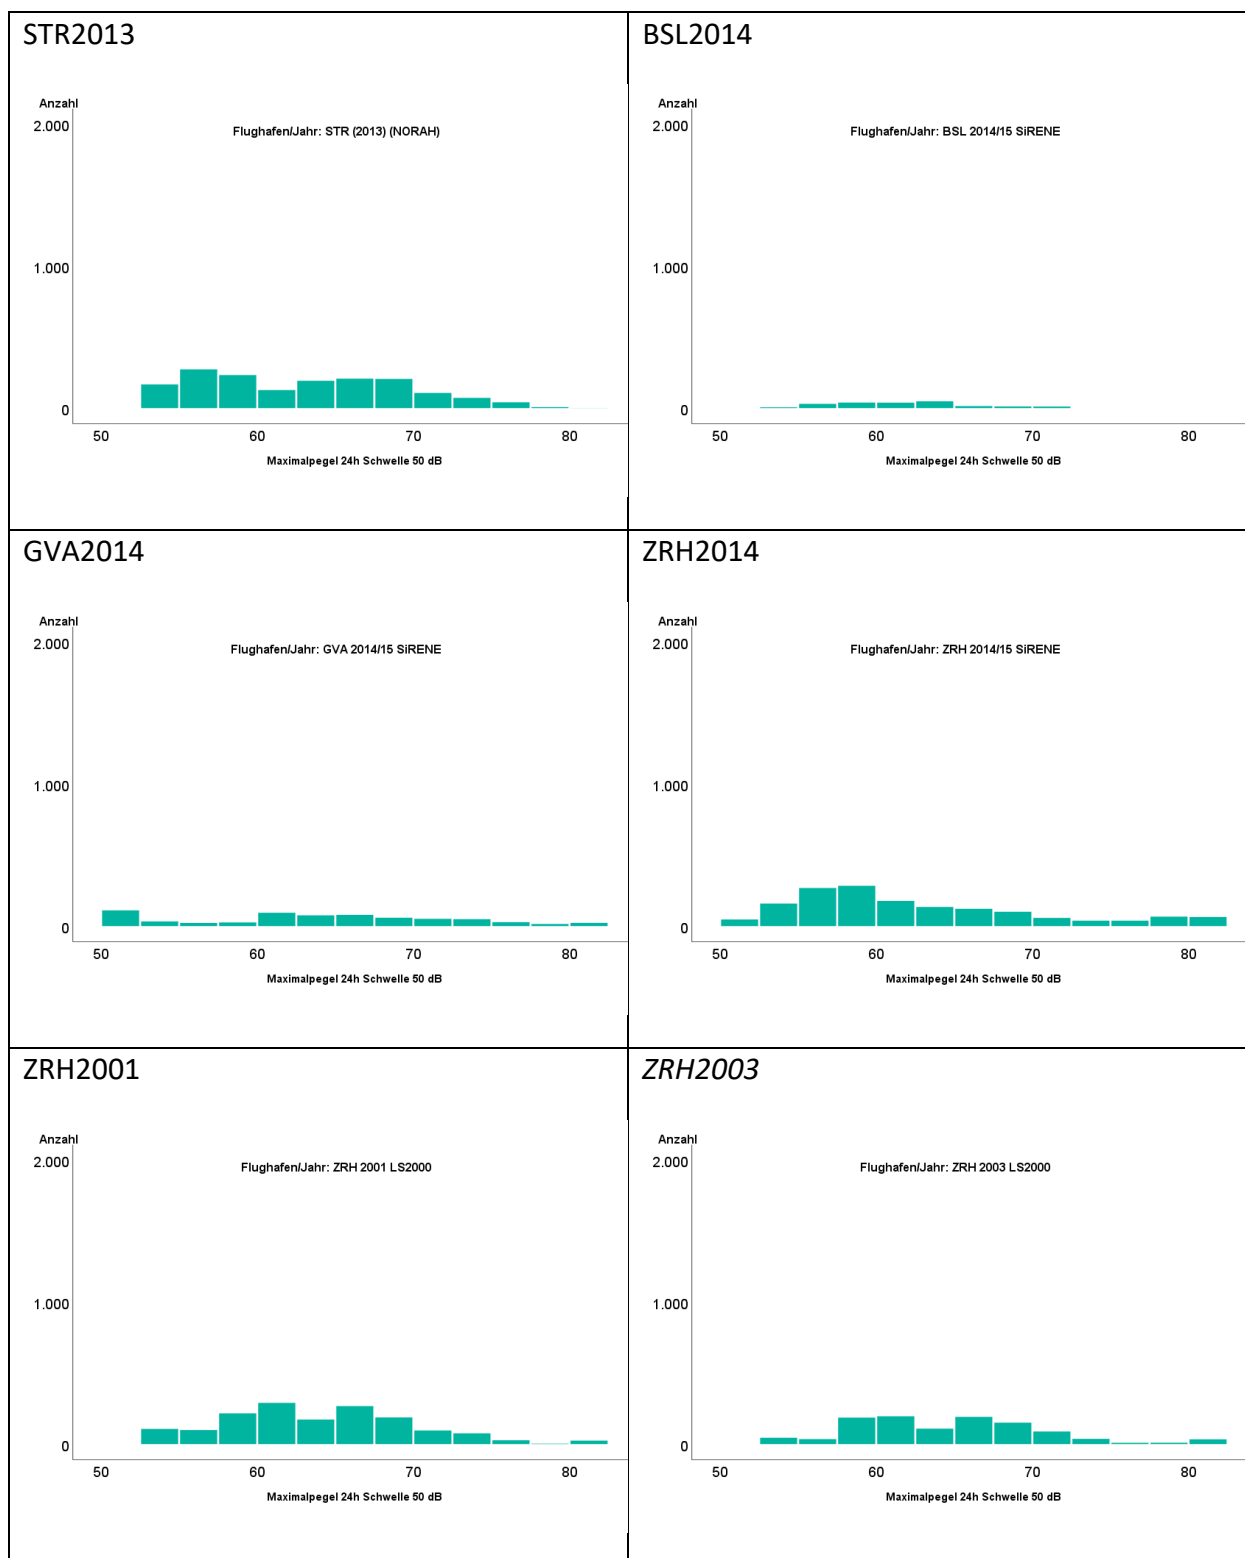 STR2013
Anzahl
2.000
Flughafen/Jahr: STR (2013) (NORAH)
1.000
0
50 60 70 80
Maximalpegel 24h Schwelle 50 dB
BSL2014
Anzahl
2.000
Flughafen/Jahr: BSL 2014/15 SiRENE
1.000
0
50 60 70 80
Maximalpegel 24h Schwelle 50 dB
GVA2014
Anzahl
2.000
Flughafen/Jahr: GVA 2014/15 SiRENE
1.000
0
50 60 70 80
Maximalpegel 24h Schwelle 50 dB
ZRH2014
Anzahl
2.000
Flughafen/Jahr: ZRH 2014/15 SiRENE
1.000
0
50 60 70 80
Maximalpegel 24h Schwelle 50 dB
ZRH2001
Anzahl
2.000
Flughafen/Jahr: ZRH 2001 LS2000
1.000
0
50 60 70 80
Maximalpegel 24h Schwelle 50 dB
ZRH2003
Anzahl
2.000
Flughafen/Jahr: ZRH 2003 LS2000
1.000
0
50 60 70 80
Maximalpegel 24h Schwelle 50 dB